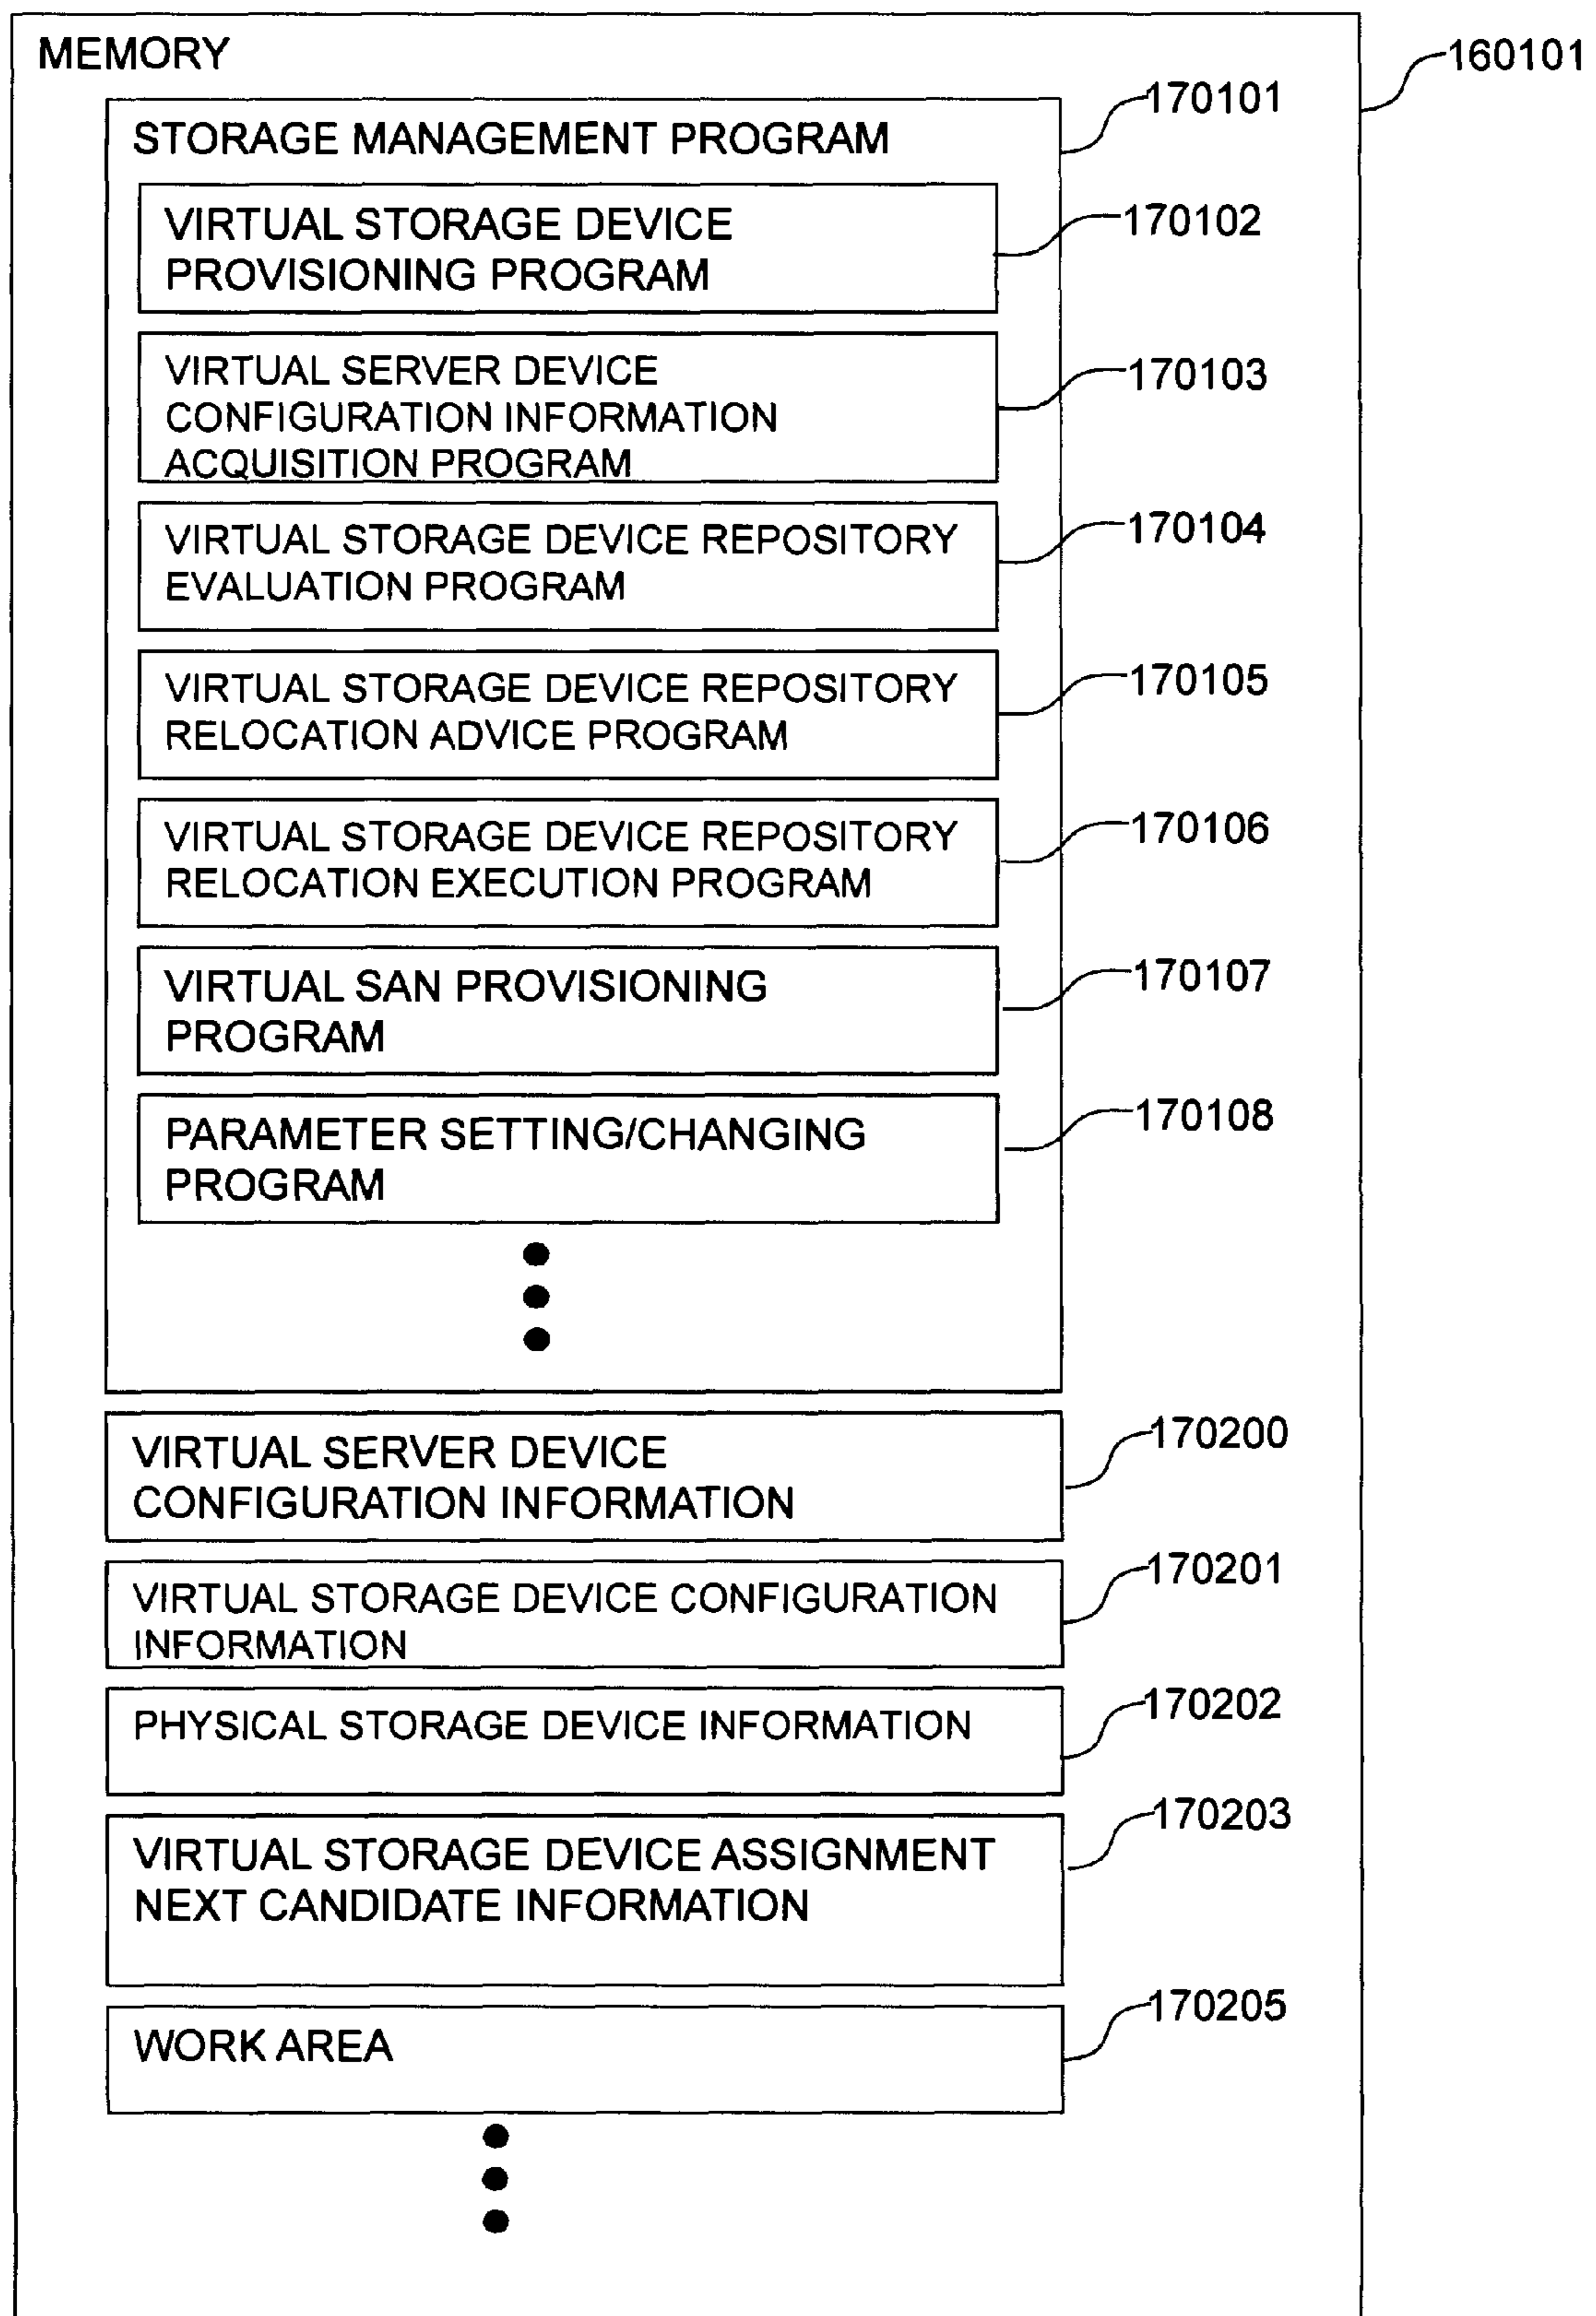 MEMORY
160101
170101
STORAGE MANAGEMENT PROGRAM
VIRTUAL STORAGE DEVICE
PROVISIONING PROGRAM
170102
VIRTUAL SERVER DEVICE
CONFIGURATION INFORMATION
ACQUISITION PROGRAM
170103
VIRTUAL STORAGE DEVICE REPOSITORY
EVALUATION PROGRAM
170104
VIRTUAL STORAGE DEVICE REPOSITORY
RELOCATION ADVICE PROGRAM
170105
VIRTUAL STORAGE DEVICE REPOSITORY
RELOCATION EXECUTION PROGRAM
170106
VIRTUAL SAN PROVISIONING
PROGRAM
170107
PARAMETER SETTING/CHANGING
PROGRAM
170108
VIRTUAL SERVER DEVICE
CONFIGURATION INFORMATION
170200
VIRTUAL STORAGE DEVICE CONFIGURATION
INFORMATION
170201
PHYSICAL STORAGE DEVICE INFORMATION
170202
VIRTUAL STORAGE DEVICE ASSIGNMENT
NEXT CANDIDATE INFORMATION
170203
WORK AREA
170205